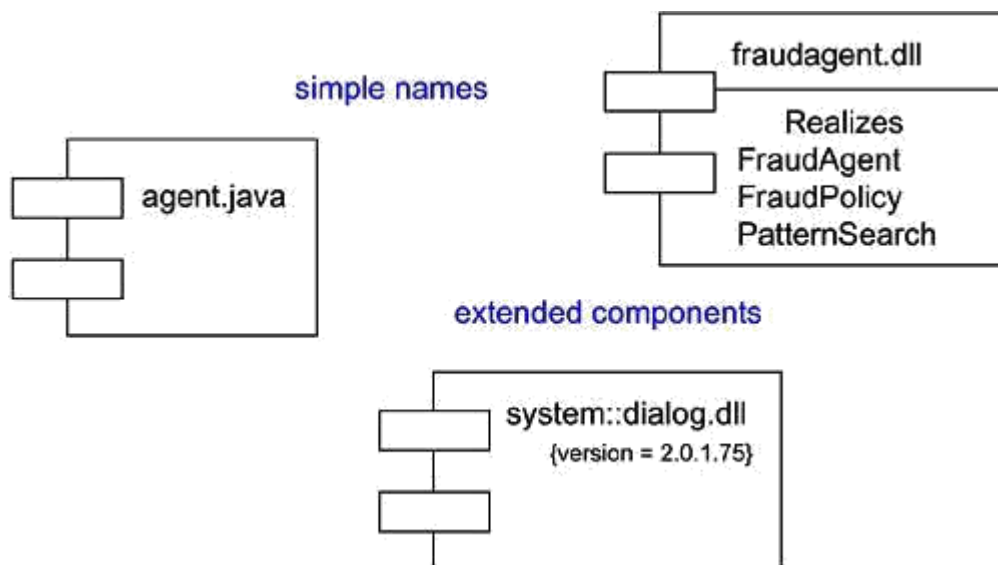 fraudagent.dll
simple names
Realizes
FraudAgent
FraudPolicy
PatternSearch
agent.java
extended components
system::dialog.dll
{version = 2.0.1.75}